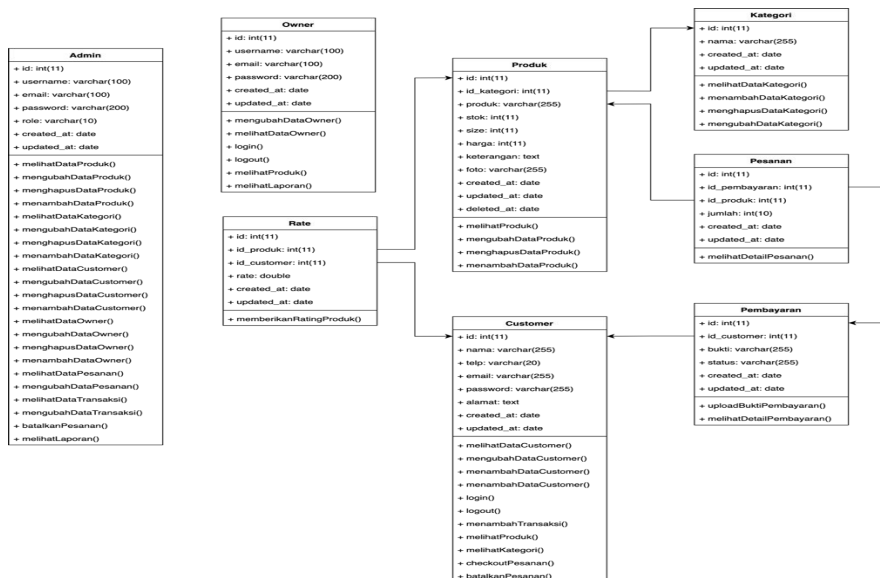 Admin
+ id: int(11)
+ username: varchar(100)
+ email: varchar(100)
+ password: varchar(200)
+ role: varchar(10)
+ created_at: date
+ updated_at: date
+ melihatDataProduk()
+ mengubahDataProduk()
+ menghapusDataProduk()
+ menambahDataProduk()
+ melihatDataKategori()
+ mengubahDataKategori()
+ menghapusDataKategori()
+ menambahDataKategori()
+ melihatDataCustomer()
+ mengubahDataCustomer()
+ menghapusDataCustomer()
+ menambahDataCustomer()
+ melihatDataOwner()
+ mengubahDataOwner()
+ menghapusDataOwner()
+ menambahDataOwner()
+ melihatDataPesanan()
+ mengubahDataPesanan()
+ melihatDataTransaksi()
+ mengubahDataTransaksi()
+ batalkanPesanan()
+ melihatLaporan()
Owner
+ id: int(11)
+ username: varchar(100)
+ email: varchar(100)
+ password: varchar(200)
+ created_at: date
+ updated_at: date
+ mengubahDataOwner()
+ melihatDataOwner()
+ login()
+ logout()
+ melihatProduk()
+ melihatLaporan()
Rate
+ id: int(11)
+ id_produk: int(11)
+ id_customer: int(11)
+ rate: double
+ created_at: date
+ updated_at: date
+ memberikanRatingProduk()
Produk
+ id: int(11)
+ id_kategori: int(11)
+ produk: varchar(255)
+ stok: int(11)
+ size: int(11)
+ harga: int(11)
+ keterangan: text
+ foto: varchar(255)
+ created_at: date
+ updated_at: date
+ deleted_at: date
+ melihatProduk()
+ mengubahDataProduk()
+ menghapusDataProduk()
+ menambahDataProduk()
Customer
+ id: int(11)
+ nama: varchar(255)
+ telp: varchar(20)
+ email: varchar(255)
+ password: varchar(255)
+ alamat: text
+ created_at: date
+ updated_at: date
+ melihatDataCustomer()
+ mengubahDataCustomer()
+ menambahDataCustomer()
+ menambahDataCustomer()
+ login()
+ logout()
+ menambahTransaksi()
+ melihatProduk()
+ melihatKategori()
+ checkoutPesanan()
+ batalkanPesanan()
Kategori
+ id: int(11)
+ nama: varchar(255)
+ created_at: date
+ updated_at: date
+ melihatDataKategori()
+ menambahDataKategori()
+ menghapusDataKategori()
+ mengubahDataKategori()
Pesanan
+ id: int(11)
+ id_pembayaran: int(11)
+ id_produk: int(11)
+ jumlah: int(10)
+ created_at: date
+ updated_at: date
+ melihatDetailPesanan()
Pembayaran
+ id: int(11)
+ id_customer: int(11)
+ bukti: varchar(255)
+ status: varchar(255)
+ created_at: date
+ updated_at: date
+ uploadBuktiPembayaran()
+ melihatDetailPembayaran()